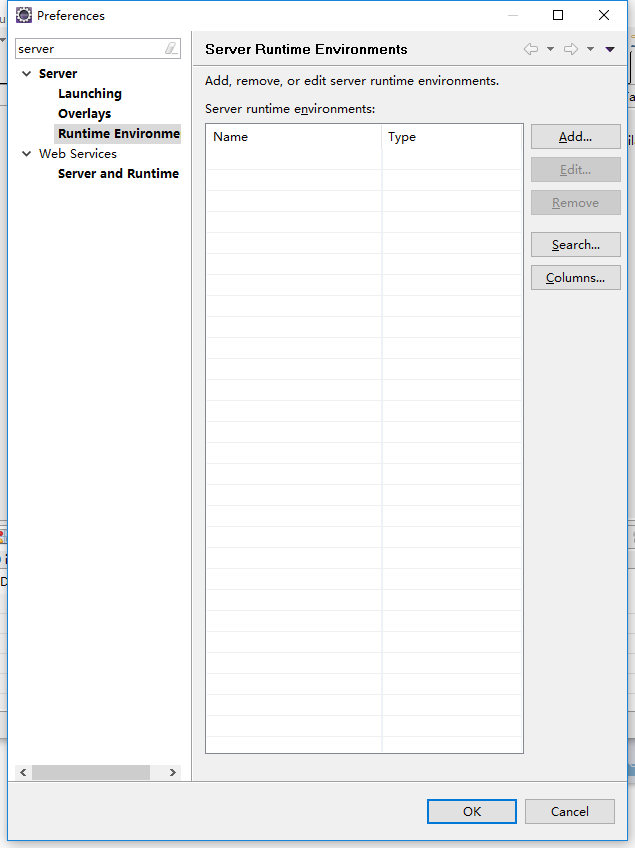 Preferences
server
Server
Launching
Overlays
Runtime Environme
Web Services
Server and Runtime
Server Runtime Environments
Add, remove, or edit server runtime environments.
Server runtime environments:
Name Type
Add...
Edit...
Remove
Search...
Columns...
OK Cancel